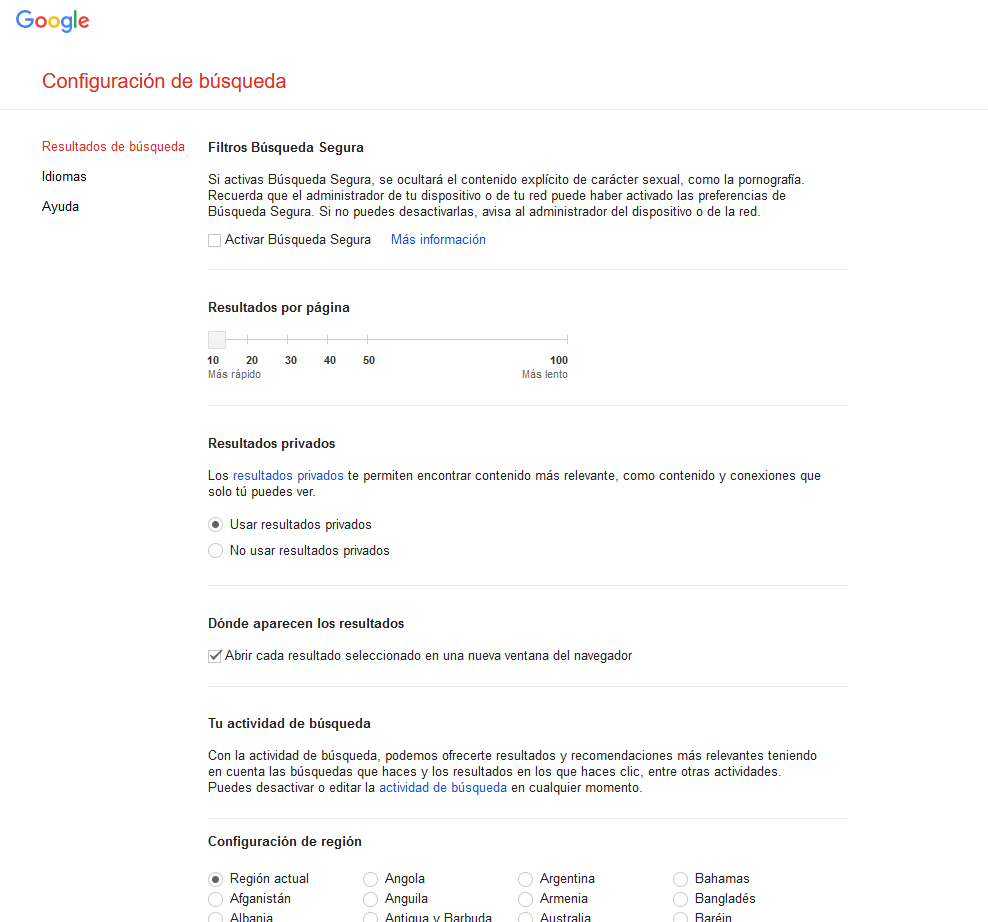 Google
Configuración de búsqueda
Resultados de búsqueda
Idiomas
Ayuda
Filtros Búsqueda Segura
Si activas Búsqueda Segura, se ocultará el contenido explícito de carácter sexual, como la pornografía.
Recuerda que el administrador de tu dispositivo o de tu red puede haber activado las preferencias de
Búsqueda Segura. Si no puedes desactivarlas, avisa al administrador del dispositivo o de la red.
Activar Búsqueda Segura Más información
Resultados por página
10 20 30 40 50 100
Más rápido Más lento
Resultados privados
Los resultados privados te permiten encontrar contenido más relevante, como contenido y conexiones que
solo tú puedes ver.
Usar resultados privados
No usar resultados privados
Dónde aparecen los resultados
Abrir cada resultado seleccionado en una nueva ventana del navegador
Tu actividad de búsqueda
Con la actividad de búsqueda, podemos ofrecerte resultados y recomendaciones más relevantes teniendo
en cuenta las búsquedas que haces y los resultados en los que haces clic, entre otras actividades.
Puedes desactivar o editar la actividad de búsqueda en cualquier momento.
Configuración de región
Región actual Angola Argentina Bahamas
Afganistán Anguila Armenia Bangladés
Albania Antigua y Barbuda Australia Baréin